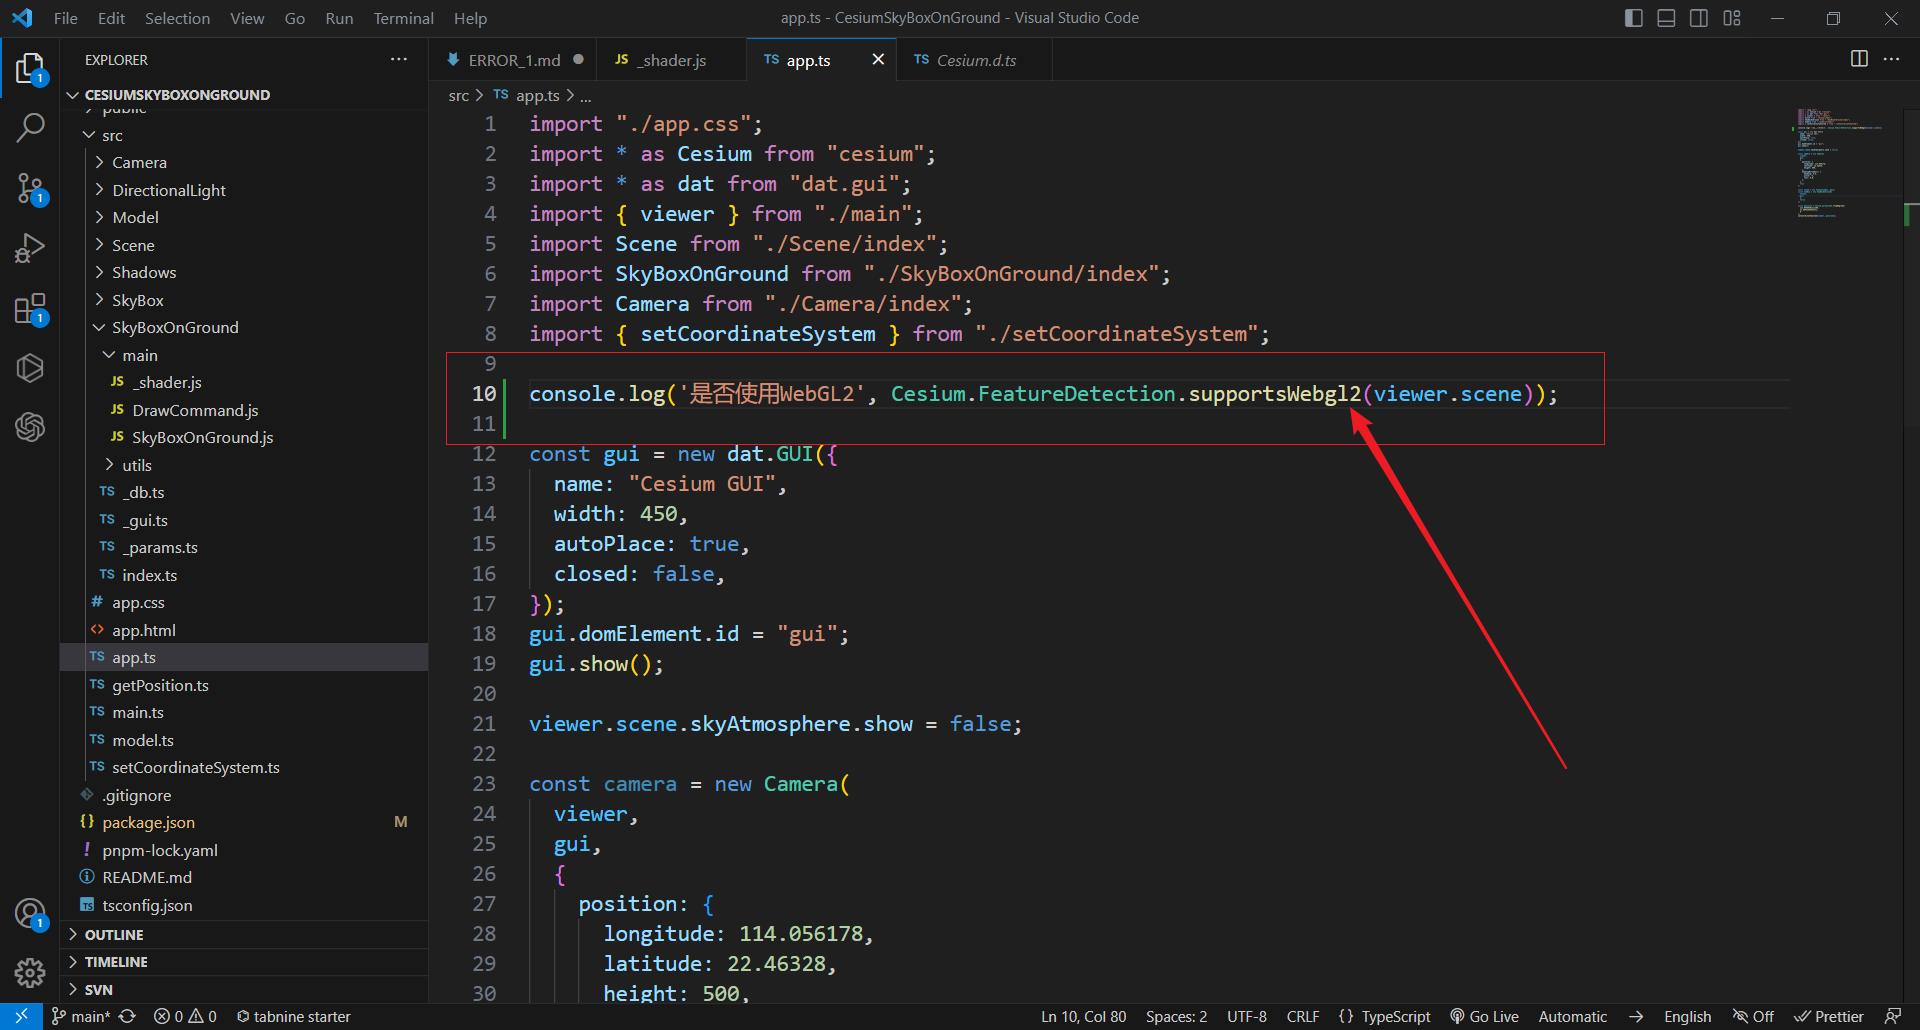 File Edit Selection View Go Run Terminal Help
app.ts - CesiumSkyBoxOnGround - Visual Studio Code
EXPLORER
CESIUMSKYBOXONGROUND
public
src
Camera
DirectionalLight
Model
Scene
Shadows
SkyBox
SkyBoxOnGround
main
JS _shader.js
JS DrawCommand.js
JS SkyBoxOnGround.js
utils
TS _db.ts
TS _gui.ts
TS _params.ts
TS index.ts
# app.css
<> app.html
TS app.ts
TS getPosition.ts
TS main.ts
TS model.ts
TS setCoordinateSystem.ts
.gitignore
{} package.json M
! pnpm-lock.yaml
README.md
TS tsconfig.json
OUTLINE
TIMELINE
SVN
1
1
1
1
ERROR_1.md
JS _shader.js
TS app.ts
TS Cesium.d.ts
src > TS app.ts > ...
1 import "./app.css";
2 import * as Cesium from "cesium";
3 import * as dat from "dat.gui";
4 import { viewer } from "./main";
5 import Scene from "./Scene/index";
6 import SkyBoxOnGround from "./SkyBoxOnGround/index";
7 import Camera from "./Camera/index";
8 import { setCoordinateSystem } from "./setCoordinateSystem";
9
10 console.log('是否使用WebGL2', Cesium.FeatureDetection.supportsWebgl2(viewer.scene));
11
12 const gui = new dat.GUI({
13 name: "Cesium GUI",
14 width: 450,
15 autoPlace: true,
16 closed: false,
17 });
18 gui.domElement.id = "gui";
19 gui.show();
20
21 viewer.scene.skyAtmosphere.show = false;
22
23 const camera = new Camera(
24 viewer,
25 gui,
26 {
27 position: {
28 longitude: 114.056178,
29 latitude: 22.46328,
30 height: 500,
main* 0 0 tabnine starter
Ln 10, Col 80 Spaces: 2 UTF-8 CRLF {} TypeScript Go Live Automatic → English Off Prettier